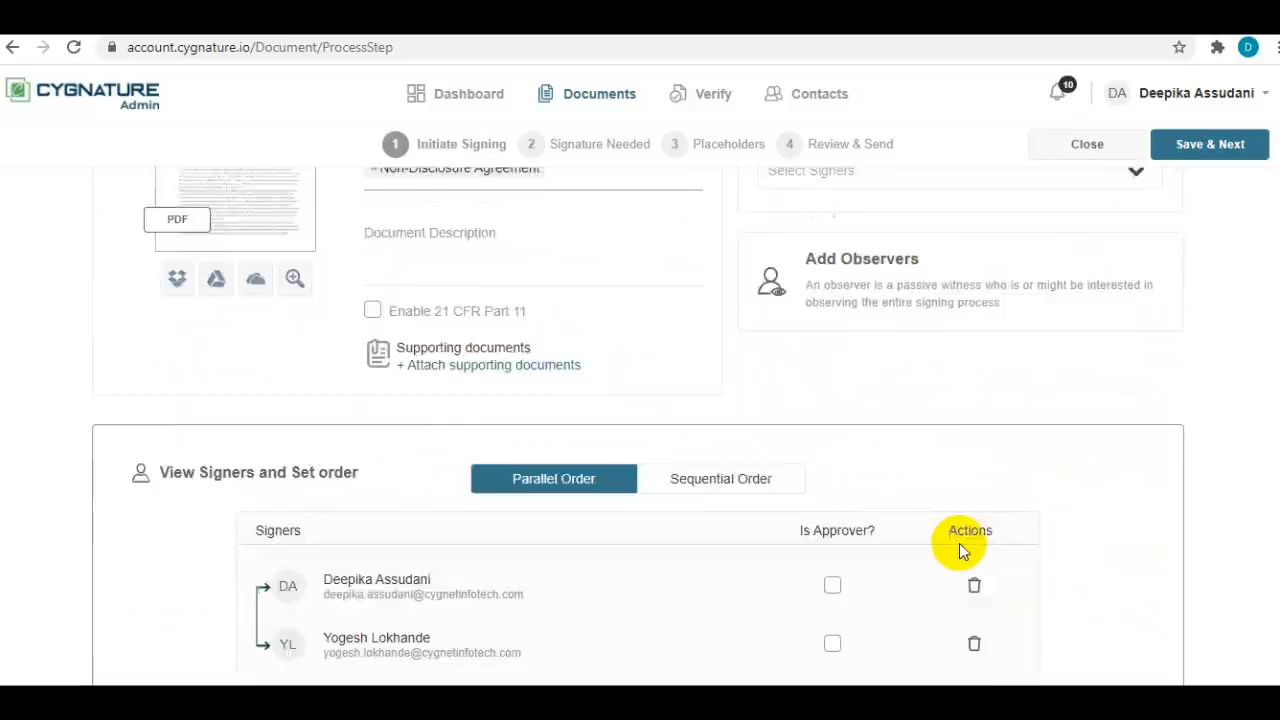 account.cygnature.io/Document/ProcessStep
D
CYGNATURE
Admin
Dashboard
Documents
Verify
Contacts
10
DA
Deepika Assudani
1 Initiate Signing
2 Signature Needed
3 Placeholders
4 Review & Send
Close
Save & Next
Non-Disclosure Agreement
Select Signers
PDF
Document Description
Add Observers
An observer is a passive witness who is or might be interested in
observing the entire signing process
Enable 21 CFR Part 11
Supporting documents
+ Attach supporting documents
View Signers and Set order
Parallel Order
Sequential Order
Signers
Is Approver?
Actions
DA
Deepika Assudani
deepika.assudani@cygnetinfotech.com
YL
Yogesh Lokhande
yogesh.lokhande@cygnetinfotech.com